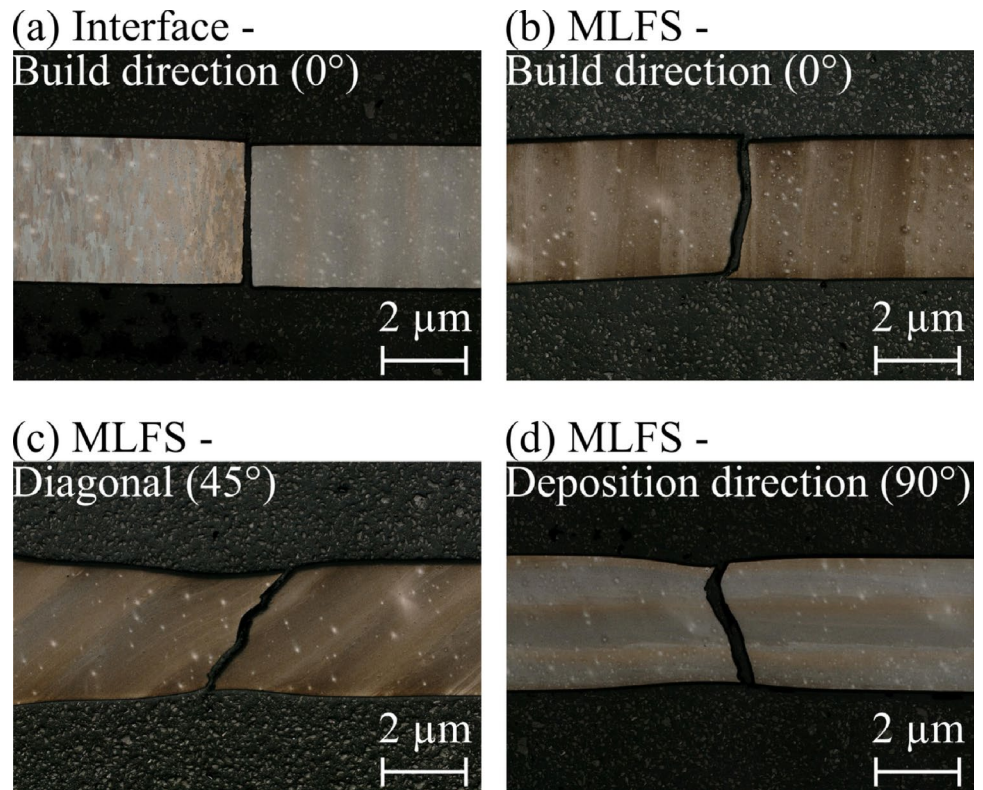 (a) Interface -
Build direction (0°)
2 µm
(b) MLFS -
Build direction (0°)
2 µm
(c) MLFS -
Diagonal (45°)
2 µm
(d) MLFS -
Deposition direction (90°)
2 µm